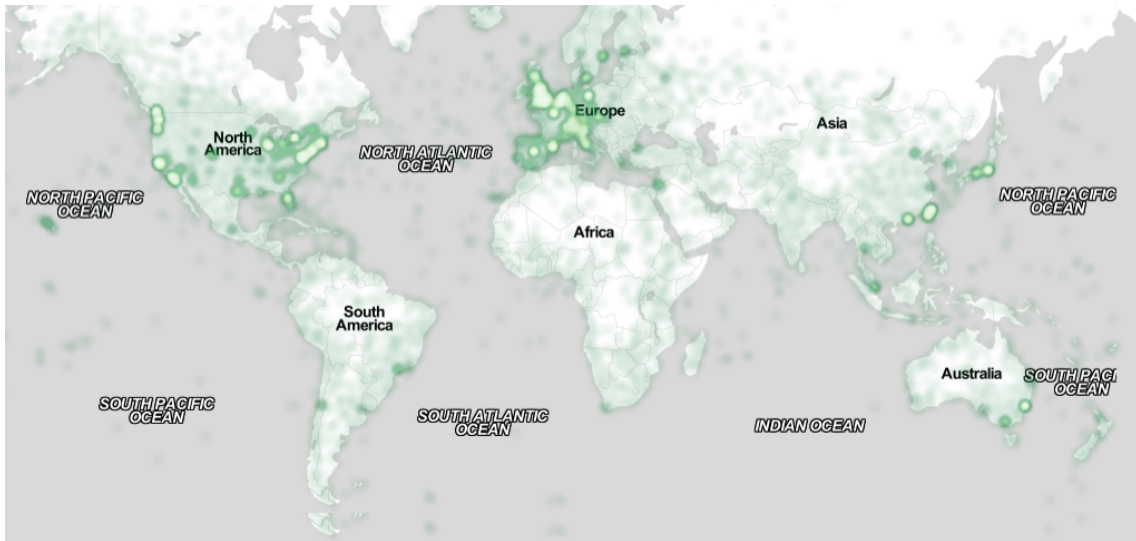 Europe
Asia
North
America
NORTH ATLANTIC
OCEAN
NORTH PACIFIC
OCEAN
NORTH PACIFIC
OCEAN
Africa
South
America
Australia
SOUTH PACI
OCEAN
SOUTH PACIFIC
OCEAN
SOUTH ATLANTIC
OCEAN
INDIAN OCEAN